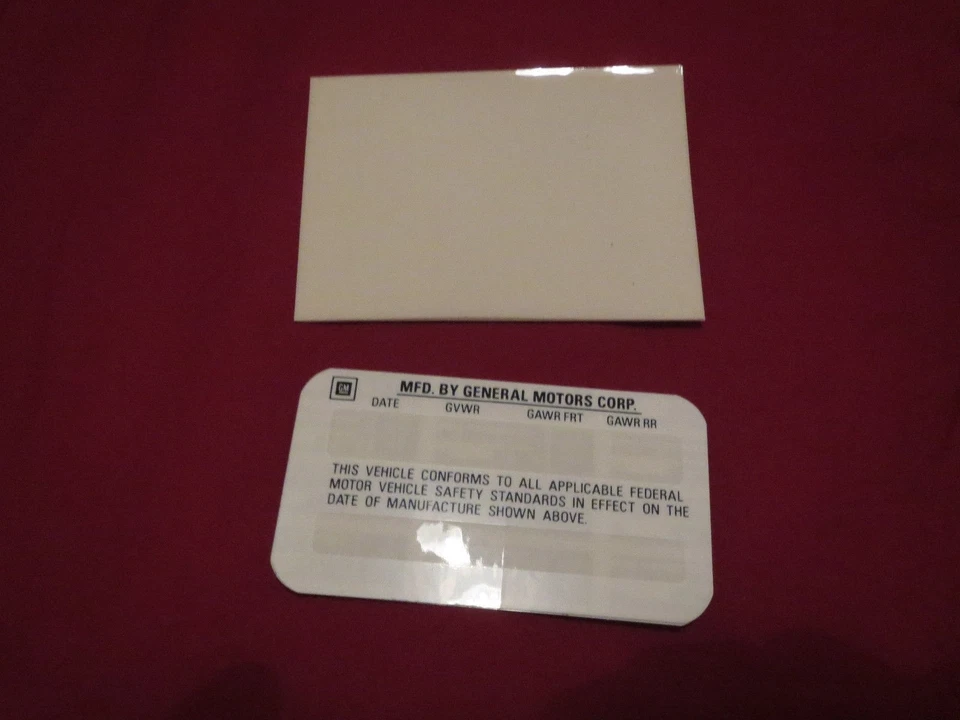 GM
MFD. BY GENERAL MOTORS CORP.
DATE GVWR GAWR FRT GAWR RR
THIS VEHICLE CONFORMS TO ALL APPLICABLE FEDERAL
MOTOR VEHICLE SAFETY STANDARDS IN EFFECT ON THE
DATE OF MANUFACTURE SHOWN ABOVE.